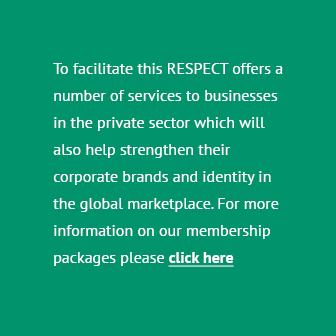 To facilitate this RESPECT offers a
number of services to businesses
in the private sector which will
also help strengthen their
corporate brands and identity in
the global marketplace. For more
information on our membership
packages please click here